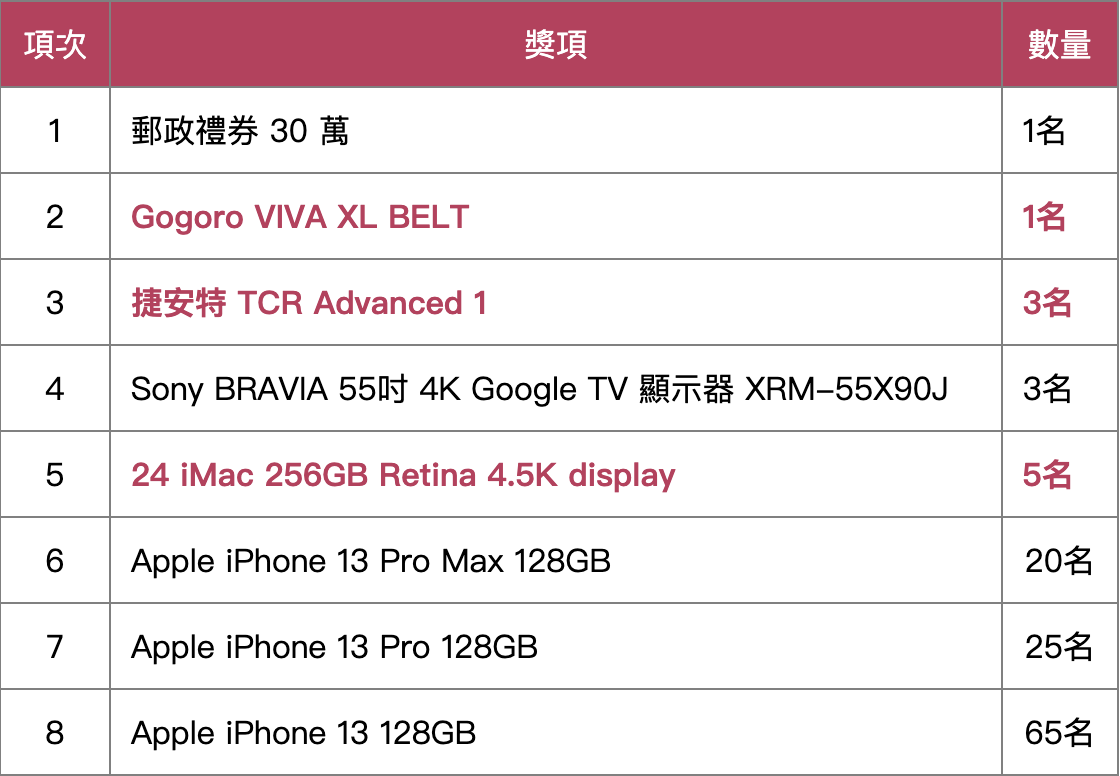 項次 獎項 數量
1 郵政禮券 30 萬 1名
2 Gogoro VIVA XL BELT 1名
3 捷安特 TCR Advanced 1 3名
4 Sony BRAVIA 55吋 4K Google TV 顯示器 XRM-55X90J 3名
5 24 iMac 256GB Retina 4.5K display 5名
6 Apple iPhone 13 Pro Max 128GB 20名
7 Apple iPhone 13 Pro 128GB 25名
8 Apple iPhone 13 128GB 65名